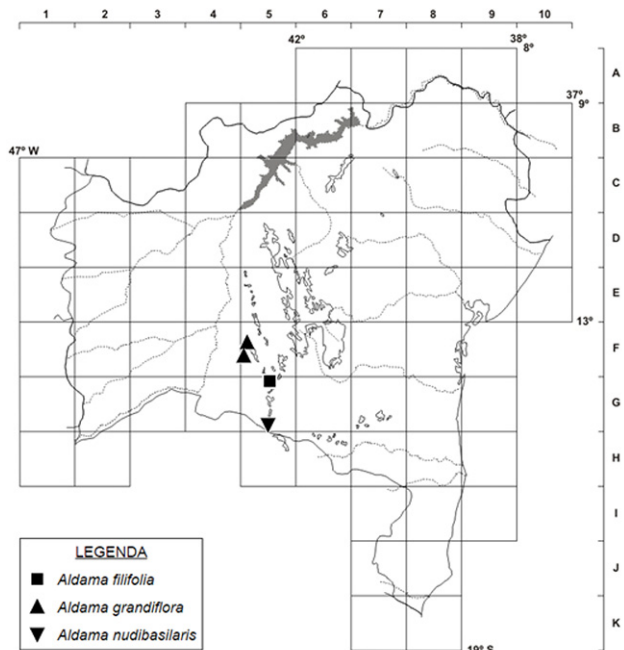 1 2 3 4 5 6 7 8 9 10
42° 38°
8°
A
37°
9°
B
47° W
C
D
E
13°
F
G
H
I
LEGENDA
Aldama filifolia
J
Aldama grandiflora
Aldama nudibasilaris
K
19° S